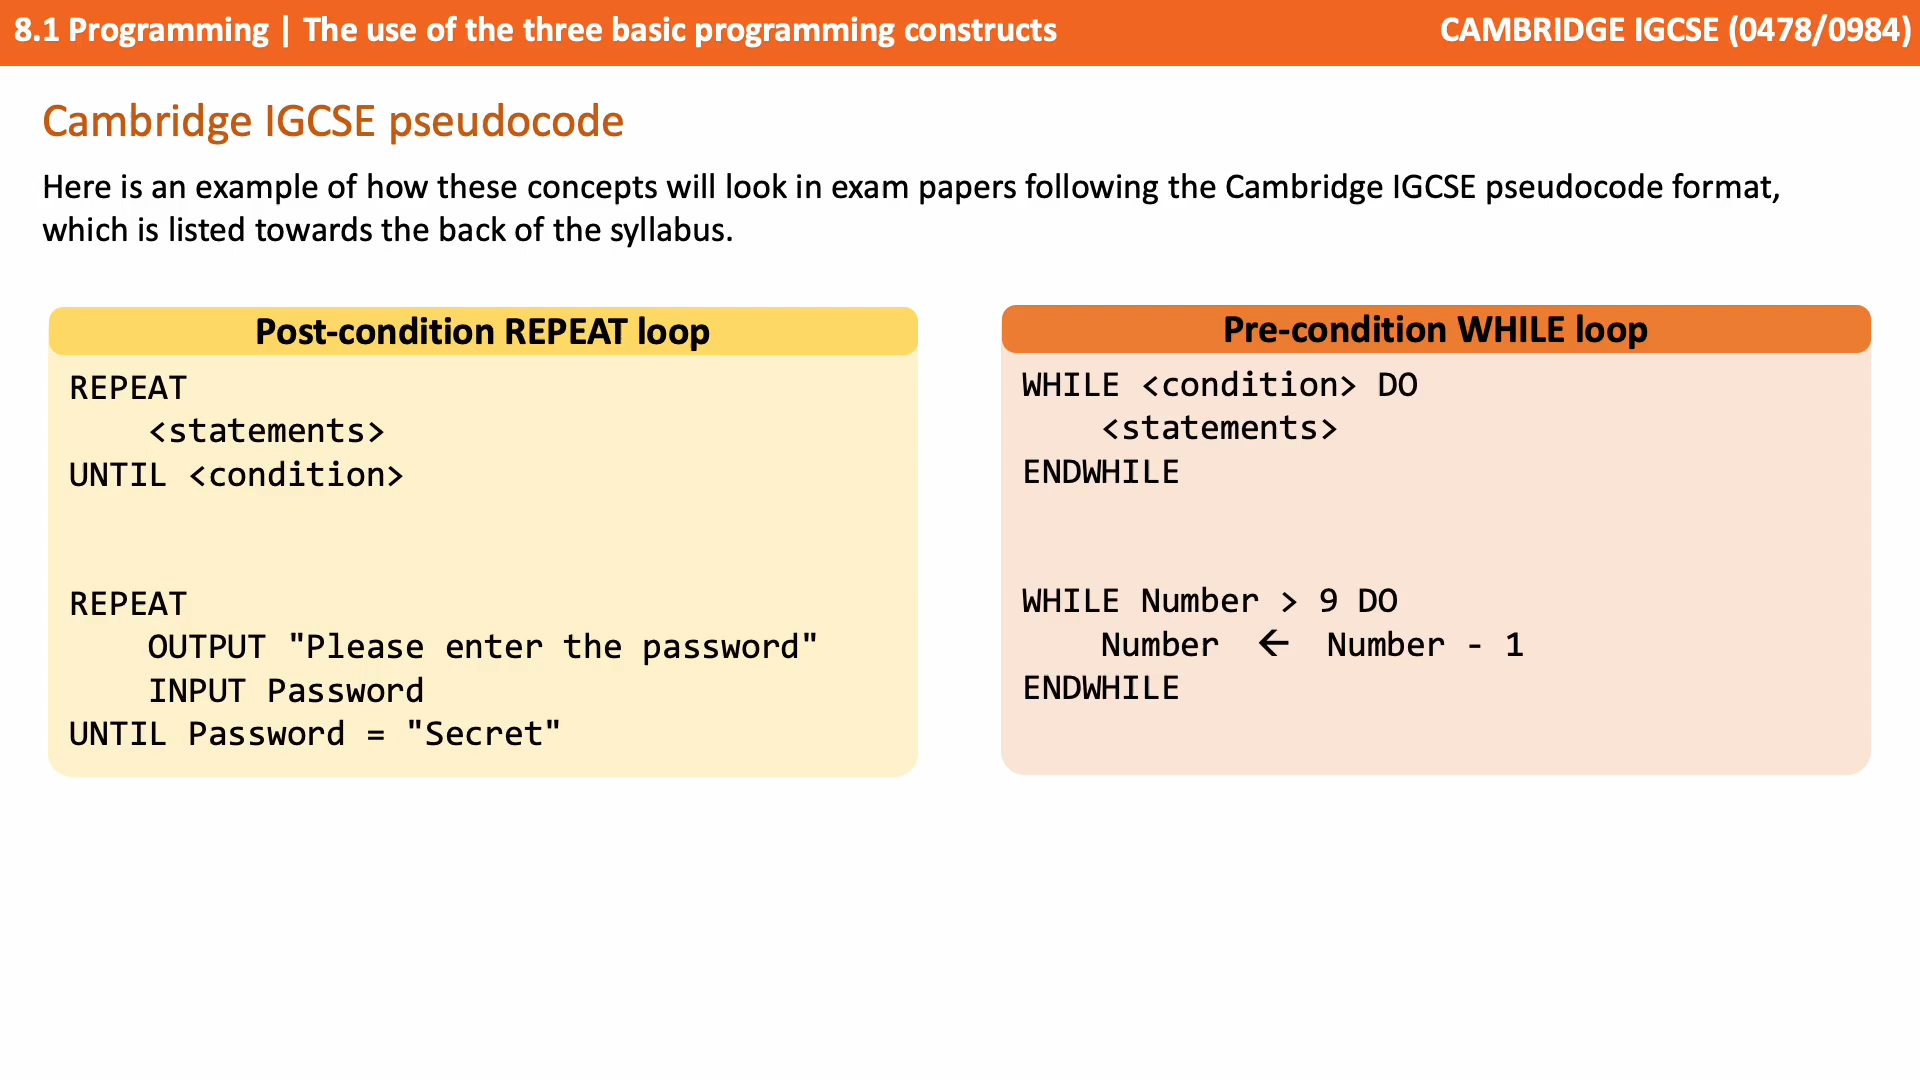 8.1 Programming | The use of the three basic programming constructs
CAMBRIDGE IGCSE (0478/0984)
Cambridge IGCSE pseudocode
Here is an example of how these concepts will look in exam papers following the Cambridge IGCSE pseudocode format,
which is listed towards the back of the syllabus.
Post-condition REPEAT loop
REPEAT
    <statements>
UNTIL <condition>
REPEAT
    OUTPUT "Please enter the password"
    INPUT Password
UNTIL Password = "Secret"
Pre-condition WHILE loop
WHILE <condition> DO
    <statements>
ENDWHILE
WHILE Number > 9 DO
    Number ← Number - 1
ENDWHILE